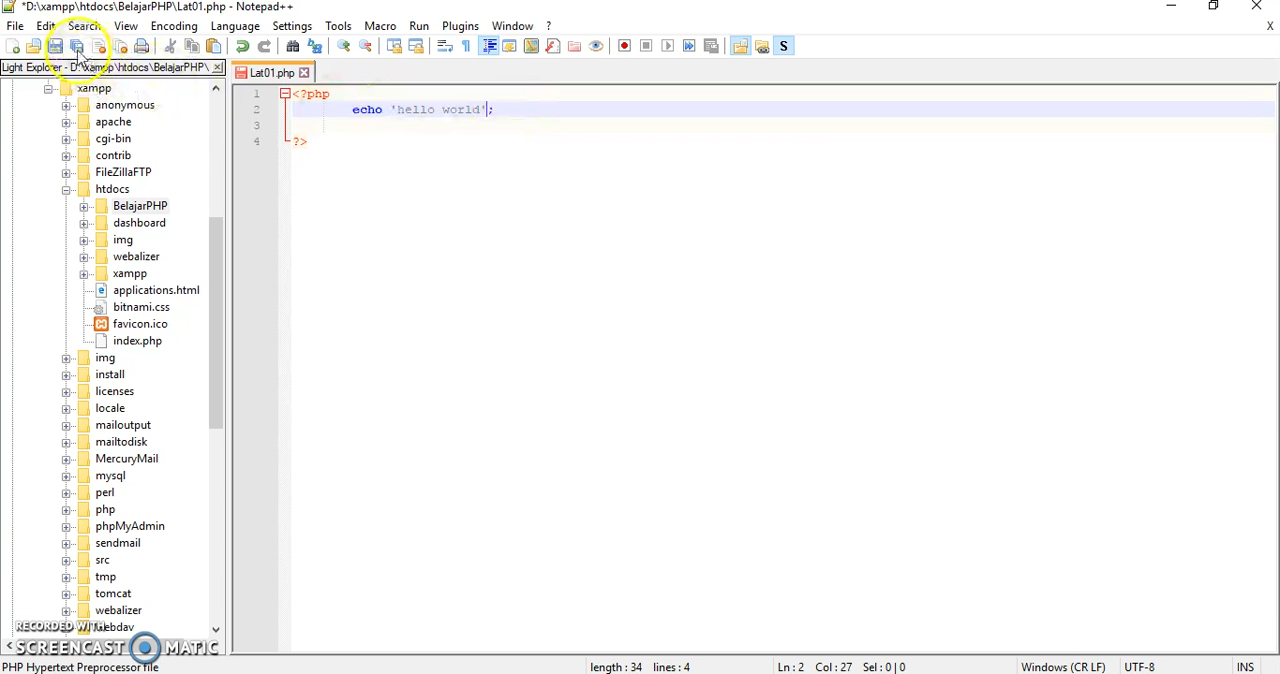 *D:\xampp\htdocs\BelajarPHP\Lat01.php - Notepad++
File Edit Search View Encoding Language Settings Tools Macro Run Plugins Window ? X
Light Explorer - D:\xampp\htdocs\BelajarPHP\
Lat01.php
xampp
anonymous
apache
cgi-bin
contrib
FileZillaFTP
htdocs
BelajarPHP
dashboard
img
webalizer
xampp
applications.html
bitnami.css
favicon.ico
index.php
img
install
licenses
locale
mailoutput
mailtodisk
MercuryMail
mysql
perl
php
phpMyAdmin
sendmail
src
tmp
tomcat
webalizer
webdav
1 <?php
2 echo 'hello world';
3
4 ?>
RECORDED WITH
SCREENCAST MATIC
PHP Hypertext Preprocessor file length : 34 lines : 4 Ln : 2 Col : 27 Sel : 0 | 0 Windows (CR LF) UTF-8 INS